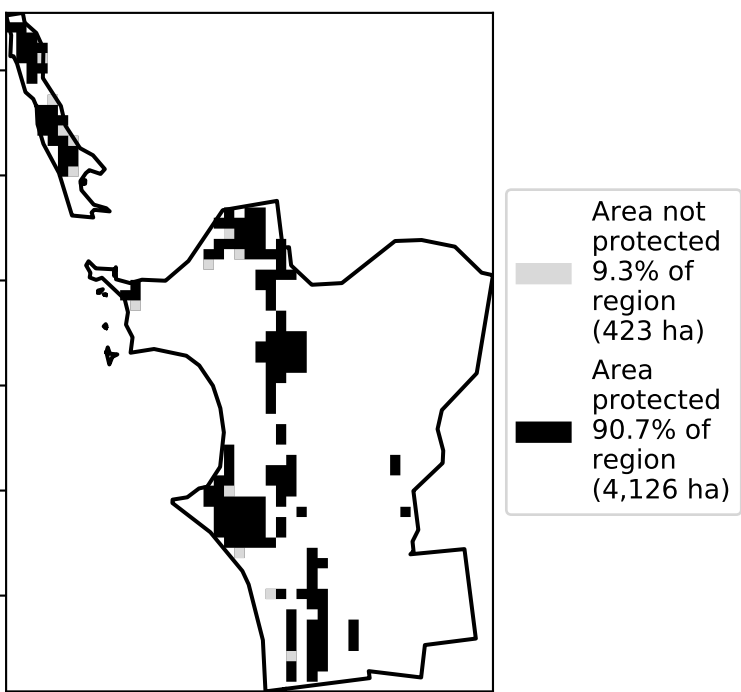 Area not
protected
9.3% of
region
(423 ha)
Area
protected
90.7% of
region
(4,126 ha)